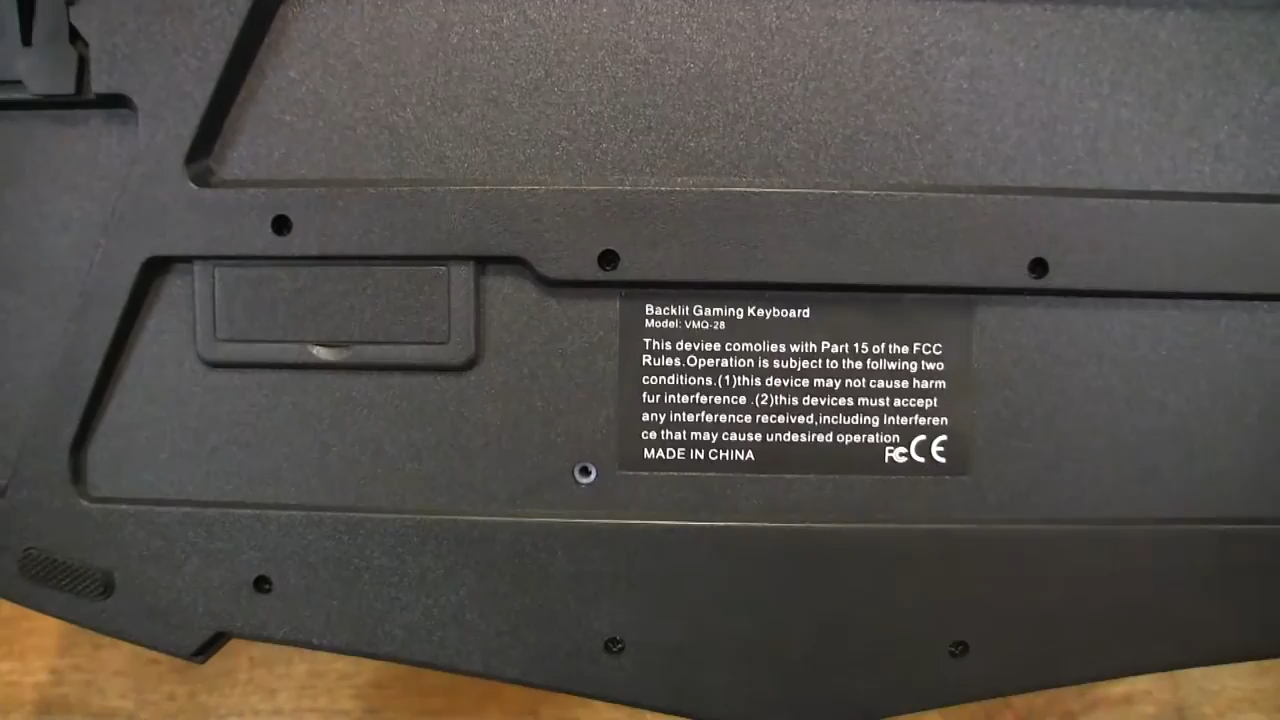 Backlit Gaming Keyboard
Model: VMQ-28
This deviee comolies with Part 15 of the FCC
Rules.Operation is subject to the follwing two
conditions.(1)this device may not cause harm
fur interference .(2)this devices must accept
any interference received,including Interferen
ce that may cause undesired operation
MADE IN CHINA FC CE